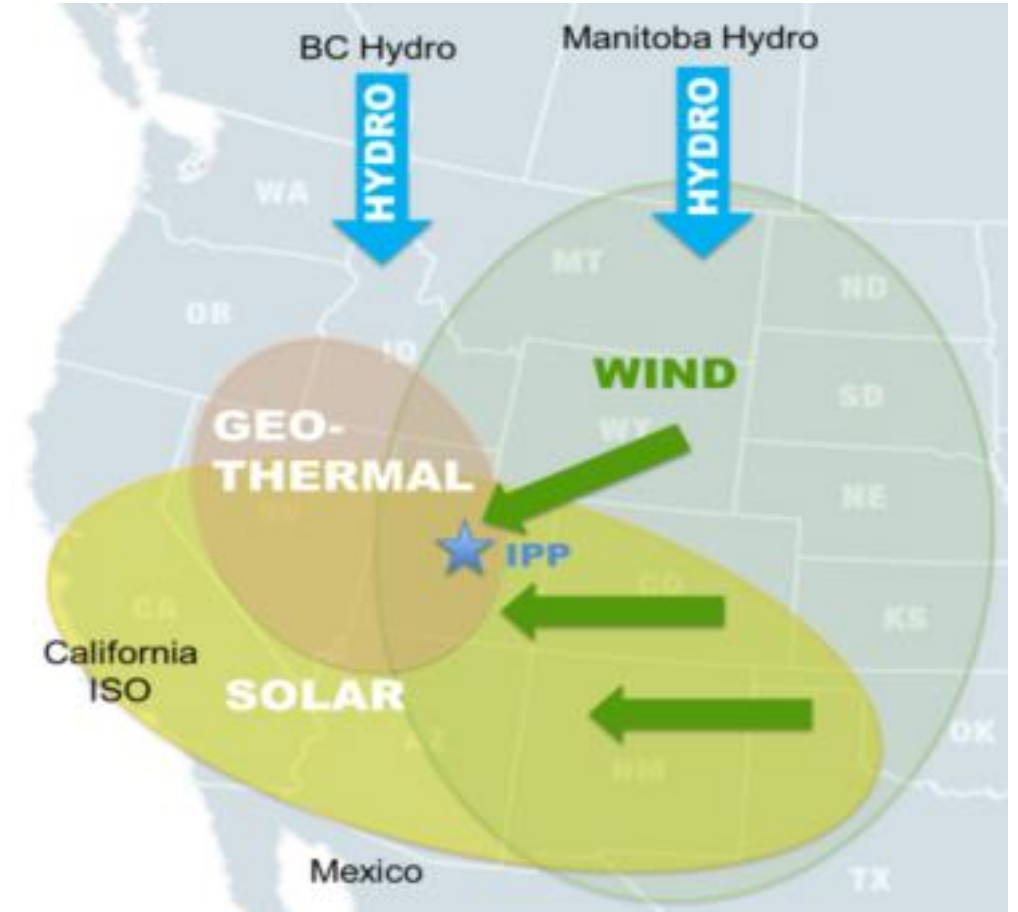 BC Hydro
Manitoba Hydro
HYDRO
HYDRO
WA
MT
ND
OR
ID
WIND
SD
GEO-
THERMAL
WY
NE
NV
IPP
CO
CA
KS
California
ISO
SOLAR
AZ
OK
NM
Mexico
TX